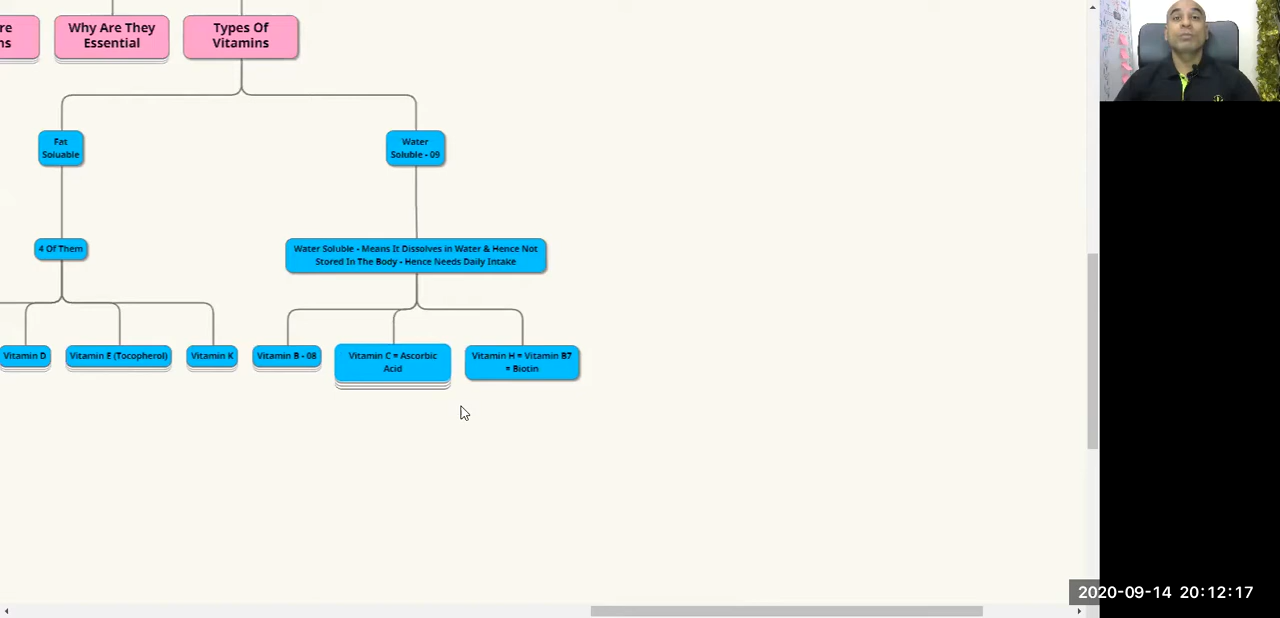 re
ns
Why Are They
Essential
Types Of
Vitamins
Fat
Soluable
Water
Soluble - 09
4 Of Them
Water Soluble - Means It Dissolves in Water & Hence Not
Stored In The Body - Hence Needs Daily Intake
Vitamin D
Vitamin E (Tocopherol)
Vitamin K
Vitamin B - 08
Vitamin C = Ascorbic
Acid
Vitamin H = Vitamin B7
= Biotin
2020-09-14 20:12:17